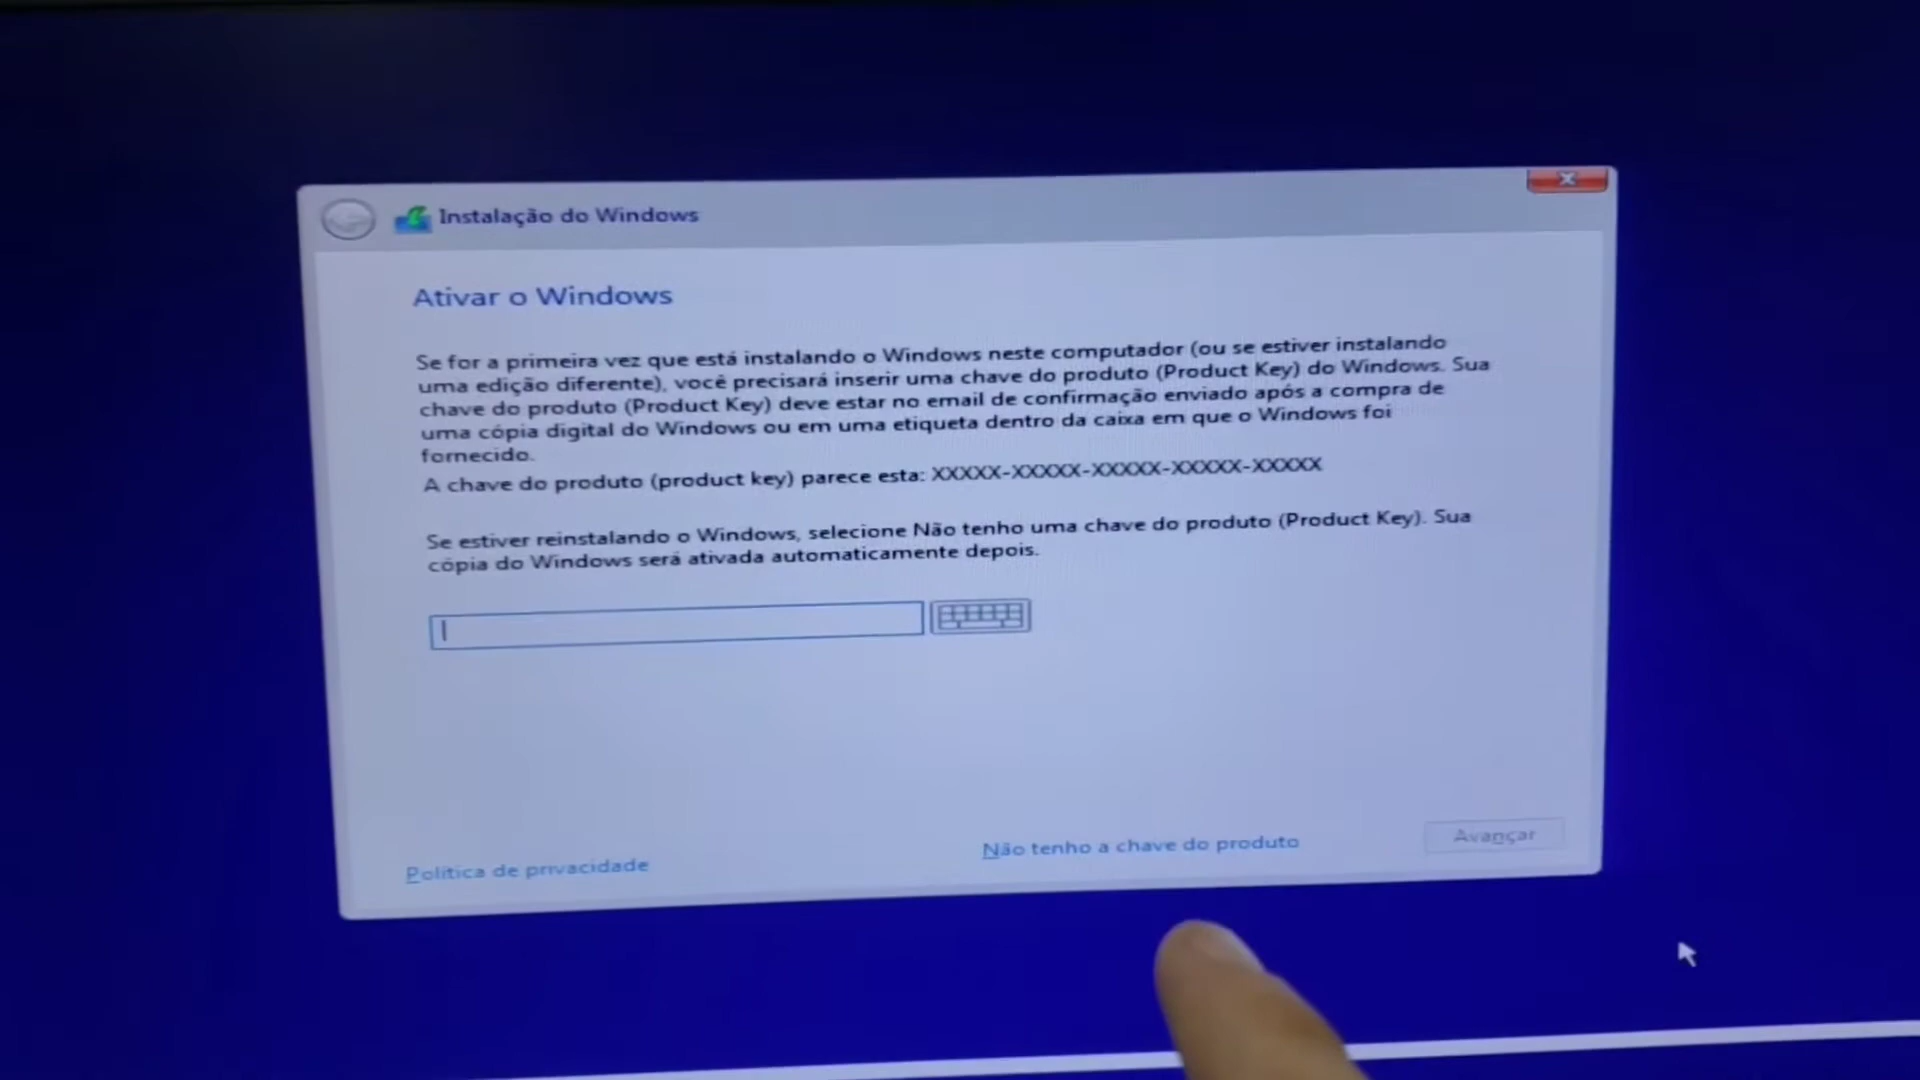 Instalação do Windows
Ativar o Windows
Se for a primeira vez que está instalando o Windows neste computador (ou se estiver instalando
uma edição diferente), você precisará inserir uma chave do produto (Product Key) do Windows. Sua
chave do produto (Product Key) deve estar no email de confirmação enviado após a compra de
uma cópia digital do Windows ou em uma etiqueta dentro da caixa em que o Windows foi
fornecido.
A chave do produto (product key) parece esta: XXXXX-XXXXX-XXXXX-XXXXX-XXXXX
Se estiver reinstalando o Windows, selecione Não tenho uma chave do produto (Product Key). Sua
cópia do Windows será ativada automaticamente depois.
Política de privacidade
Não tenho a chave do produto
Avançar